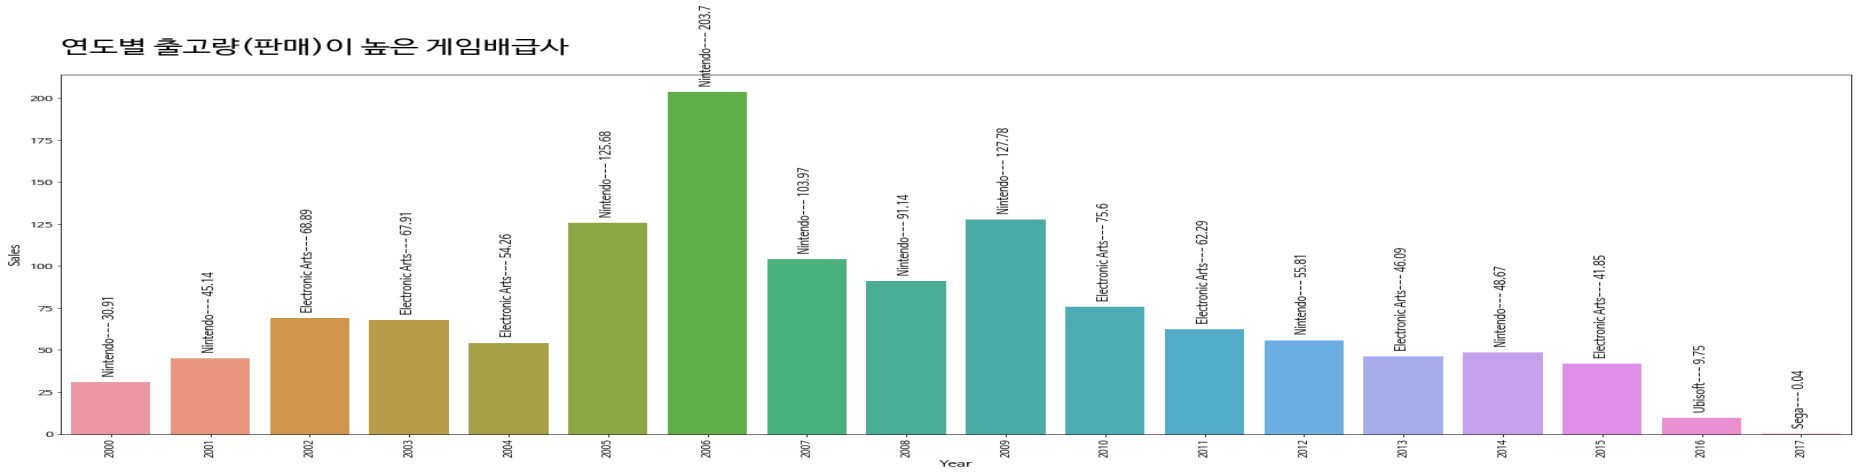 연도별 출고량(판매)이 높은 게임배급사
Sales
200
175
150
125
100
75
50
25
0
Nintendo--- 30.91
Nintendo--- 45.14
Electronic Arts--- 68.89
Electronic Arts--- 67.91
Electronic Arts--- 54.26
Nintendo--- 125.68
Nintendo--- 203.7
Nintendo--- 103.97
Nintendo--- 91.14
Nintendo--- 127.78
Electronic Arts--- 75.6
Electronic Arts--- 62.29
Nintendo--- 55.81
Electronic Arts--- 46.09
Nintendo--- 48.67
Electronic Arts--- 41.85
Ubisoft--- 9.75
Sega--- 0.04
2000
2001
2002
2003
2004
2005
2006
2007
2008
2009
2010
2011
2012
2013
2014
2015
2016
2017
Year